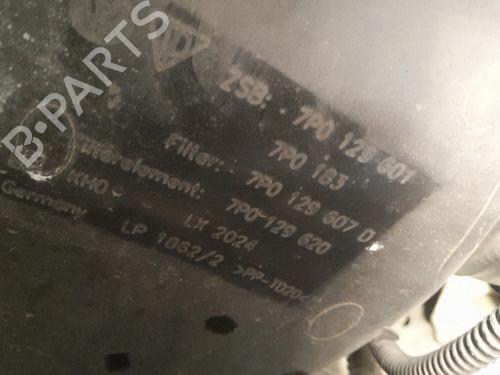 B-PARTS
ZSB: 7P0 129 601
7P0 183
Filter: 7P0 129 607 D
Filterelement: 7P0-129 620
KHO LX 2024
Germany LP 1862/2 >PP-TD20<